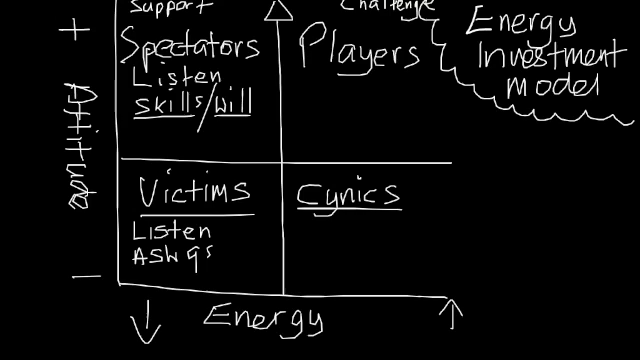 Support
Challenge
Energy
Investment
model
Spectators
Listen
Skills/will
Players
+
Attitude
-
Victims
Listen
Ask qs
Cynics
Energy